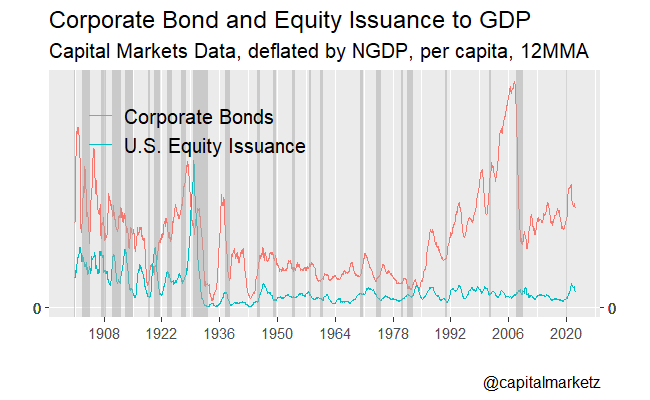 Corporate Bond and Equity Issuance to GDP
Capital Markets Data, deflated by NGDP, per capita, 12MMA
Corporate Bonds
U.S. Equity Issuance
0 0
1908 1922 1936 1950 1964 1978 1992 2006 2020
@capitalmarketz